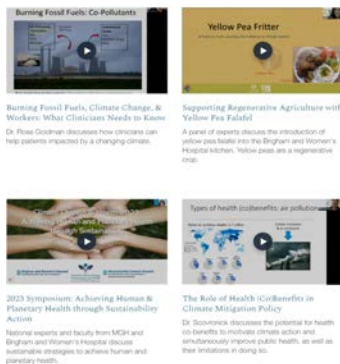 Burning Fossil Fuels: Co-Pollutants
Burning Fossil Fuels, Climate Change, &
Workers: What Clinicians Needs to Know
Dr. Rose Goldman discusses how clinicians can
help patients impacted by a changing climate.
Yellow Pea Fritter
Supporting Regenerative Agriculture with
Yellow Pea Falafel
A panel of experts discuss the introduction of
yellow pea falafel into the Brigham and Women's
Hospital kitchen. Yellow peas are a regenerative
crop.
through Sustainability
2023 Symposium: Achieving Human &
Planetary Health through Sustainability
Action
National experts and faculty from MGH and
Brigham and Women's Hospital discuss
sustainable strategies to achieve human and
planetary health.
Types of health (co)benefits: air pollution
The Role of Health (Co)Benefits in
Climate Mitigation Policy
Dr. Scovronick discusses the potential for health
co-benefits to motivate climate action and
simultaneously improve public health, as well as
their limitations in doing so.